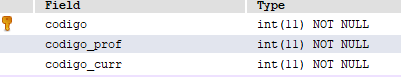 Field Type
codigo int(11) NOT NULL
codigo_prof int(11) NOT NULL
codigo_curr int(11) NOT NULL